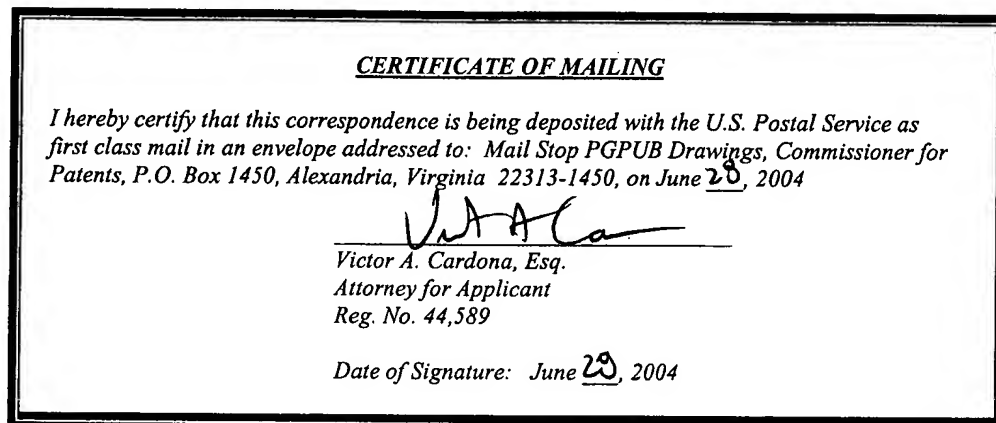 CERTIFICATE OF MAILING
I hereby certify that this correspondence is being deposited with the U.S. Postal Service as
first class mail in an envelope addressed to: Mail Stop PGPUB Drawings, Commissioner for
Patents, P.O. Box 1450, Alexandria, Virginia 22313-1450, on June 28, 2004
Victor A. Cardona, Esq.
Attorney for Applicant
Reg. No. 44,589
Date of Signature: June , 2004